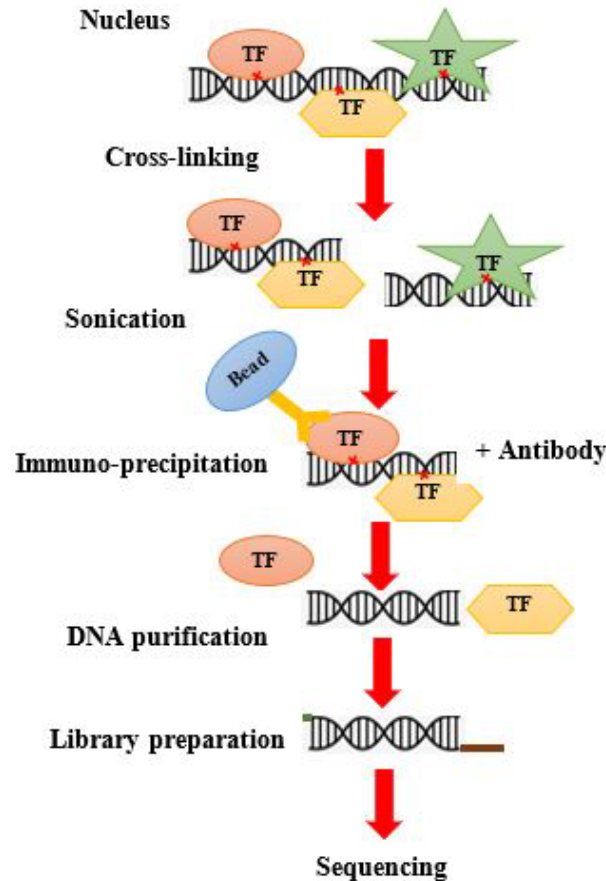 Nucleus
TF
TF
TF
Cross-linking
TF
TF
TF
Sonication
Bead
TF
Immuno-precipitation
+ Antibody
TF
TF
TF
DNA purification
Library preparation
Sequencing